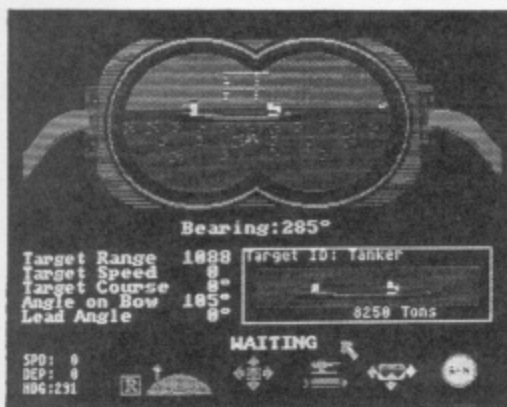 Bearing:285°
Target Range 1088
Target Speed 0
Target Course 0°
Angle on Bow 105°
Lead Angle 0°
Target ID: Tanker
8250 Tons
WAITING
SPD: 0
DEP: 0
HDG:291
R